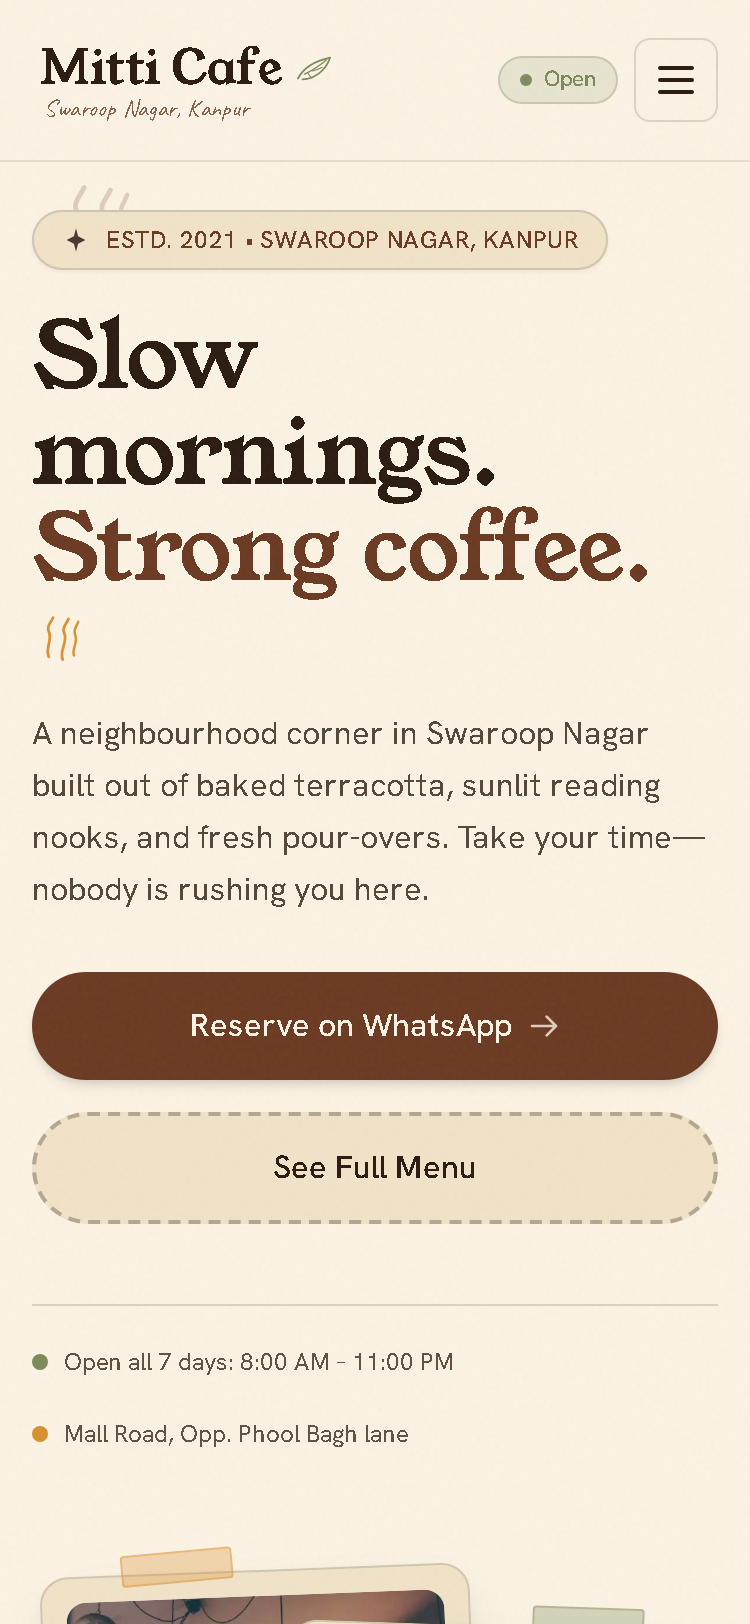 Mitti Cafe
Swaroop Nagar, Kanpur
Open
ESTD. 2021 • SWAROOP NAGAR, KANPUR
Slow
mornings.
Strong coffee.
A neighbourhood corner in Swaroop Nagar
built out of baked terracotta, sunlit reading
nooks, and fresh pour-overs. Take your time—
nobody is rushing you here.
Reserve on WhatsApp →
See Full Menu
Open all 7 days: 8:00 AM – 11:00 PM
Mall Road, Opp. Phool Bagh lane